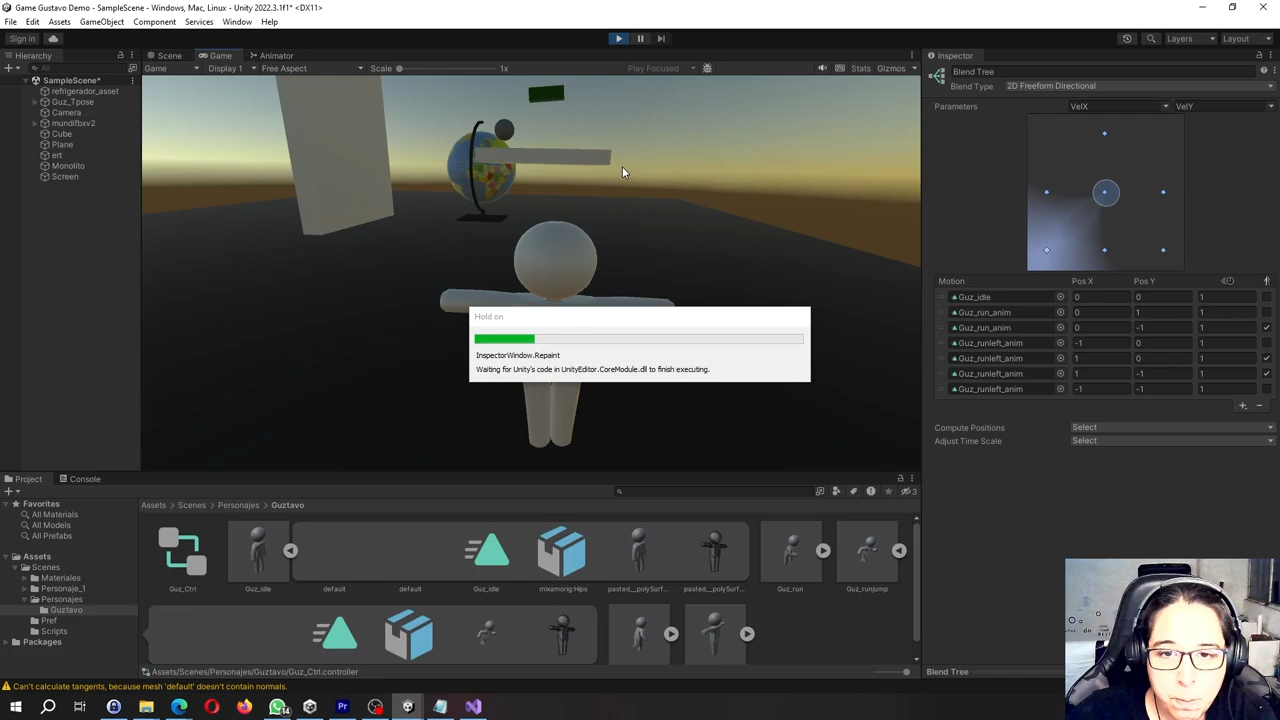 Game Gustavo Demo - SampleScene - Windows, Mac, Linux - Unity 2022.3.1f1* <DX11>
File Edit Assets GameObject Component Services Window Help
Sign in Layers Layout
Hierarchy Scene Game Animator Inspector
All Game Display 1 Free Aspect Scale 1x Play Focused Stats Gizmos
SampleScene*
refrigerador_asset
Guz_Tpose
Camera
mundifbxv2
Cube
Plane
ert
Monolito
Screen
Blend Tree
Blend Type 2D Freeform Directional
Parameters VelX VelY
Motion Pos X Pos Y
Guz_idle 0 0 1
Guz_run_anim 0 1 1
Guz_run_anim 0 -1 1
Guz_runleft_anim -1 0 1
Guz_runleft_anim 1 0 1
Guz_runleft_anim 1 -1 1
Guz_runleft_anim -1 -1 1
Compute Positions Select
Adjust Time Scale Select
Hold on
InspectorWindow.Repaint
Waiting for Unity's code in UnityEditor.CoreModule.dll to finish executing.
Project Console
3
Favorites
All Materials
All Models
All Prefabs
Assets
Scenes
Materiales
Personaje_1
Personajes
Guztavo
Pref
Scripts
Packages
Assets Scenes Personajes Guztavo
Guz_Ctrl Guz_idle default default Guz_idle mixamorig:Hips pasted__polySurf... pasted__polySurf... Guz_run Guz_runjump
Assets/Scenes/Personajes/Guztavo/Guz_Ctrl.controller
Blend Tree
Can't calculate tangents, because mesh 'default' doesn't contain normals.
14